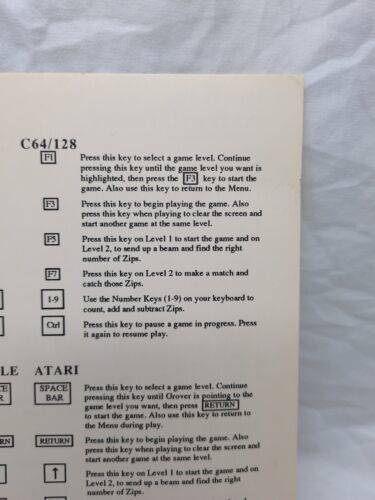 C64/128
F1 Press this key to select a game level. Continue
pressing this key until the game level you want is
highlighted, then press the F3 key to start the
game. Also use this key to return to the Menu.
F3 Press this key to begin playing the game. Also
press this key when playing to clear the screen and
start another game at the same level.
F5 Press this key on Level 1 to start the game and on
Level 2, to send up a beam and find the right
number of Zips.
F7 Press this key on Level 2 to make a match and
catch those Zips.
1-9 Use the Number Keys (1-9) on your keyboard to
count, add and subtract Zips.
Ctrl Press this key to pause a game in progress. Press
it again to resume play.
LE ATARI
CE SPACE Press this key to select a game level. Continue
R BAR pressing this key until Grover is pointing to the
game level you want, then press RETURN
to start the game. Also use this key to return to
the Menu during play.
RN RETURN Press this key to begin playing the game. Also
press this key when playing to clear the screen and
start another game at the same level.
↑ Press this key on Level 1 to start the game and on
Level 2, to send up a beam and find the right
number of Zips.